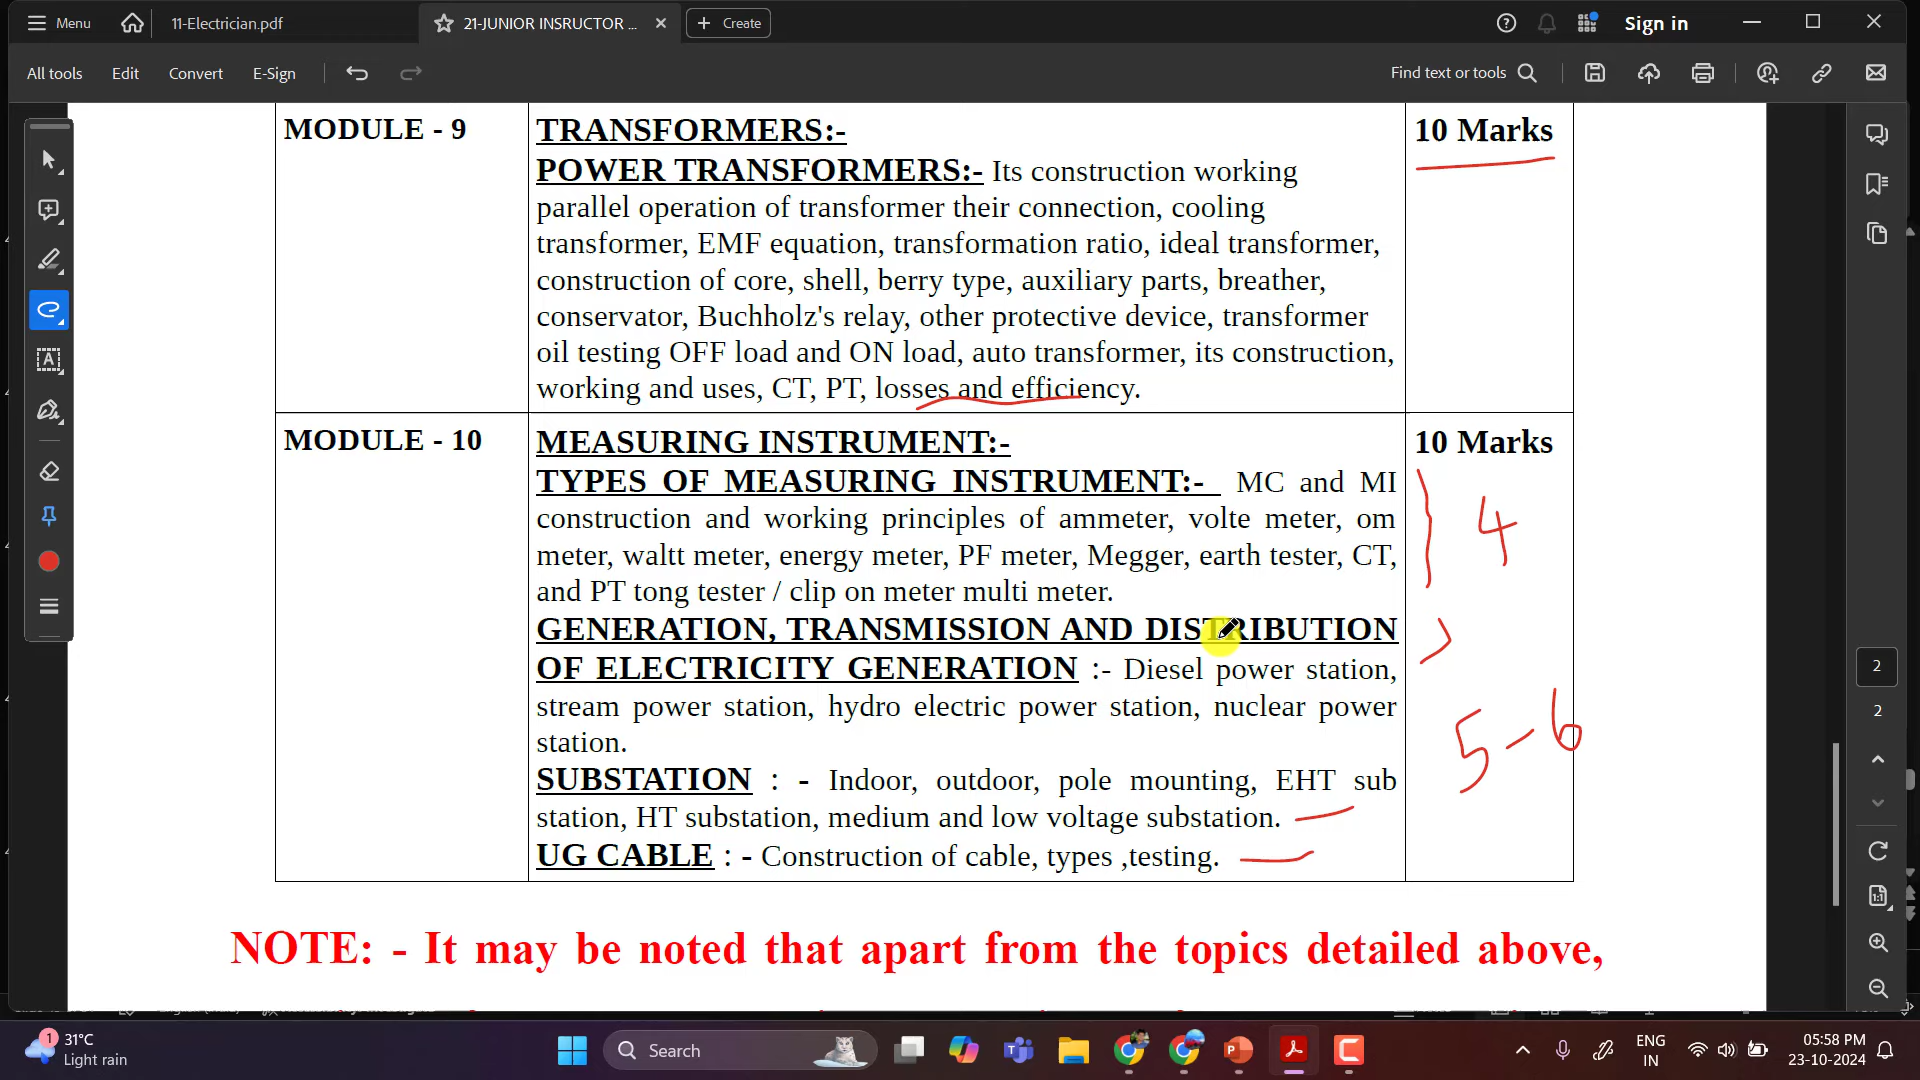 Menu
11-Electrician.pdf
21-JUNIOR INSRUCTOR ...
Create
Sign in
All tools
Edit
Convert
E-Sign
Find text or tools
MODULE - 9
TRANSFORMERS:-
10 Marks
POWER TRANSFORMERS:- Its construction working
parallel operation of transformer their connection, cooling
transformer, EMF equation, transformation ratio, ideal transformer,
construction of core, shell, berry type, auxiliary parts, breather,
conservator, Buchholz's relay, other protective device, transformer
oil testing OFF load and ON load, auto transformer, its construction,
working and uses, CT, PT, losses and efficiency.
MODULE - 10
MEASURING INSTRUMENT:-
10 Marks
TYPES OF MEASURING INSTRUMENT:- MC and MI
construction and working principles of ammeter, volte meter, om
meter, waltt meter, energy meter, PF meter, Megger, earth tester, CT,
and PT tong tester / clip on meter multi meter.
4
GENERATION, TRANSMISSION AND DISTRIBUTION
OF ELECTRICITY GENERATION :- Diesel power station,
stream power station, hydro electric power station, nuclear power
station.
5-6
SUBSTATION : - Indoor, outdoor, pole mounting, EHT sub
station, HT substation, medium and low voltage substation.
UG CABLE : - Construction of cable, types ,testing.
NOTE: - It may be noted that apart from the topics detailed above,
2
2
1:1
1
31°C
Light rain
Search
ENG
IN
05:58 PM
23-10-2024